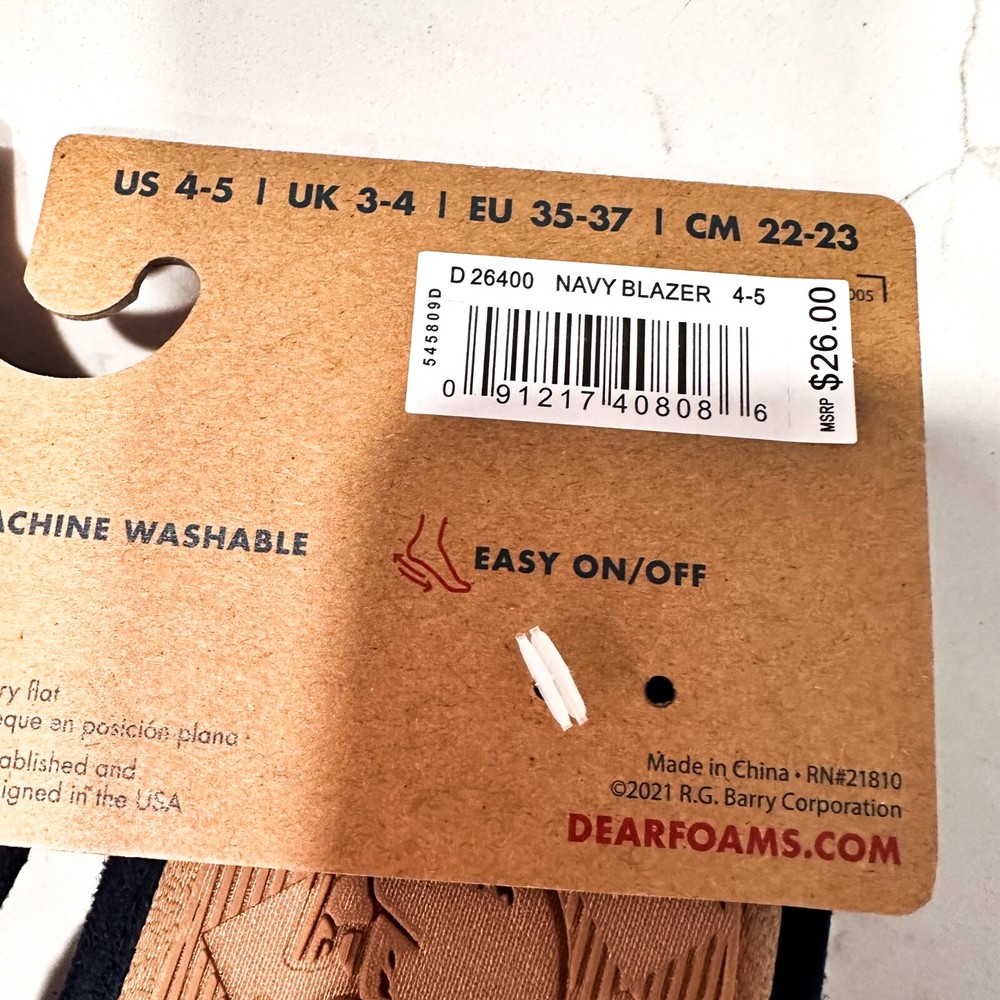 US 4-5 | UK 3-4 | EU 35-37 | CM 22-23
D 26400 NAVY BLAZER 4-5
545809D
0 91217 40808 6
MSRP $26.00
005
ACHINE WASHABLE
EASY ON/OFF
ry flat
eque en posición plana
ablished and
igned in the USA
Made in China • RN#21810
©2021 R.G. Barry Corporation
DEARFOAMS.COM